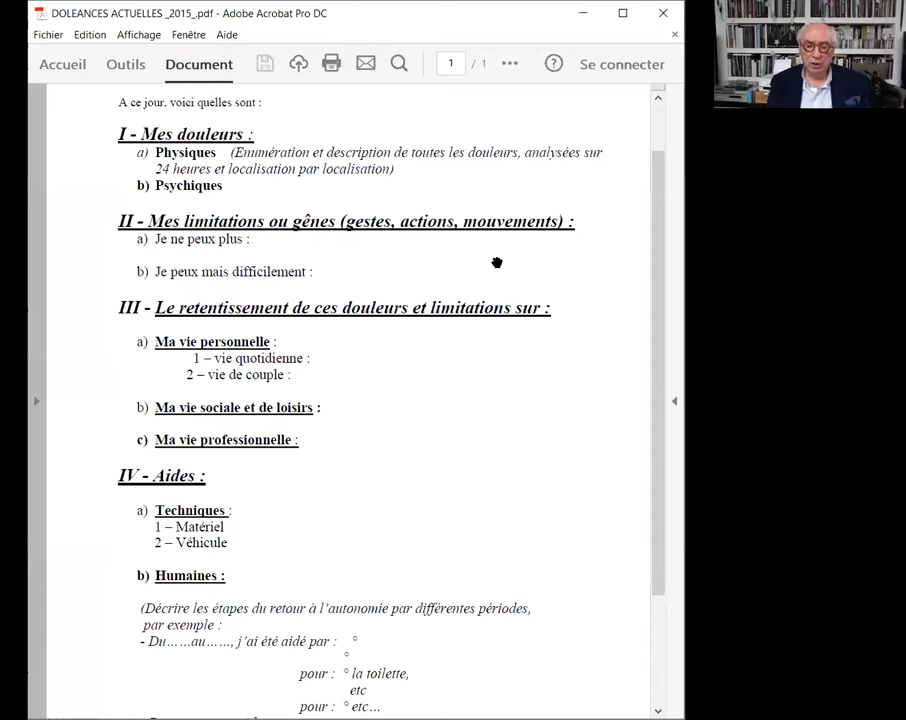 DOLEANCES ACTUELLES _2015_.pdf - Adobe Acrobat Pro DC
Fichier Edition Affichage Fenêtre Aide
Accueil Outils Document 1 / 1 Se connecter
A ce jour, voici quelles sont :
I - Mes douleurs :
a) Physiques (Enumération et description de toutes les douleurs, analysées sur
24 heures et localisation par localisation)
b) Psychiques
II - Mes limitations ou gênes (gestes, actions, mouvements) :
a) Je ne peux plus :
b) Je peux mais difficilement :
III - Le retentissement de ces douleurs et limitations sur :
a) Ma vie personnelle :
1 – vie quotidienne :
2 – vie de couple :
b) Ma vie sociale et de loisirs :
c) Ma vie professionnelle :
IV - Aides :
a) Techniques :
1 – Matériel
2 – Véhicule
b) Humaines :
(Décrire les étapes du retour à l'autonomie par différentes périodes,
par exemple :
- Du……au……, j'ai été aidé par : °
°
pour : ° la toilette,
etc
pour : ° etc…